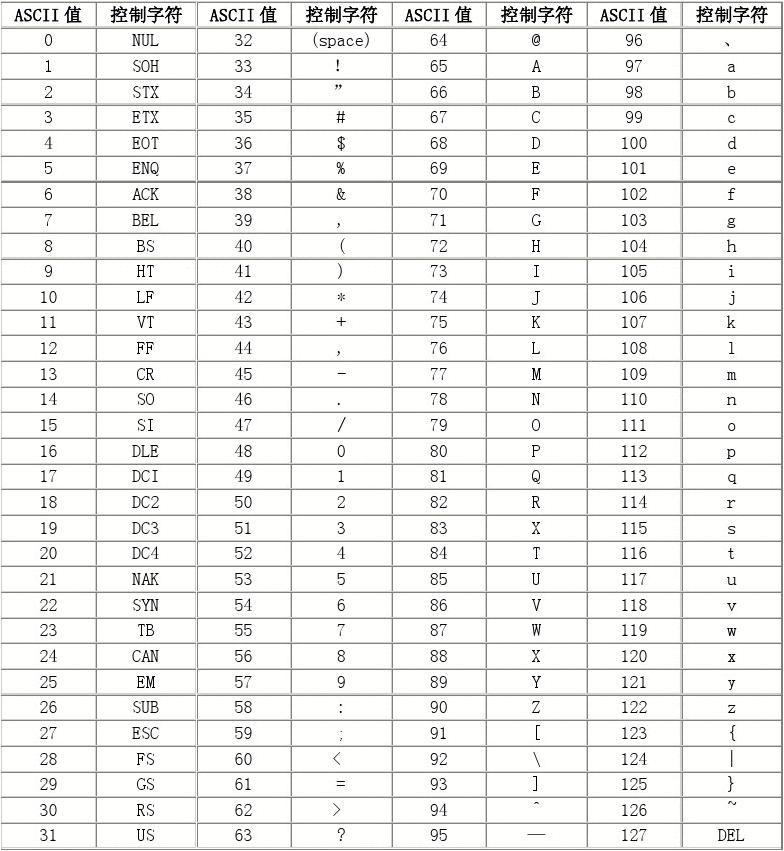 ASCII 值 控制字符 ASCII 值 控制字符 ASCII 值 控制字符 ASCII 值 控制字符
0 NUL 32 (space) 64 @ 96 、
1 SOH 33 ! 65 A 97 a
2 STX 34 ” 66 B 98 b
3 ETX 35 # 67 C 99 c
4 EOT 36 $ 68 D 100 d
5 ENQ 37 % 69 E 101 e
6 ACK 38 & 70 F 102 f
7 BEL 39 , 71 G 103 g
8 BS 40 ( 72 H 104 h
9 HT 41 ) 73 I 105 i
10 LF 42 * 74 J 106 j
11 VT 43 + 75 K 107 k
12 FF 44 , 76 L 108 l
13 CR 45 - 77 M 109 m
14 SO 46 . 78 N 110 n
15 SI 47 / 79 O 111 o
16 DLE 48 0 80 P 112 p
17 DCI 49 1 81 Q 113 q
18 DC2 50 2 82 R 114 r
19 DC3 51 3 83 X 115 s
20 DC4 52 4 84 T 116 t
21 NAK 53 5 85 U 117 u
22 SYN 54 6 86 V 118 v
23 TB 55 7 87 W 119 w
24 CAN 56 8 88 X 120 x
25 EM 57 9 89 Y 121 y
26 SUB 58 : 90 Z 122 z
27 ESC 59 ; 91 [ 123 {
28 FS 60 < 92 \ 124 |
29 GS 61 = 93 ] 125 }
30 RS 62 > 94 ^ 126 ~
31 US 63 ? 95 — 127 DEL